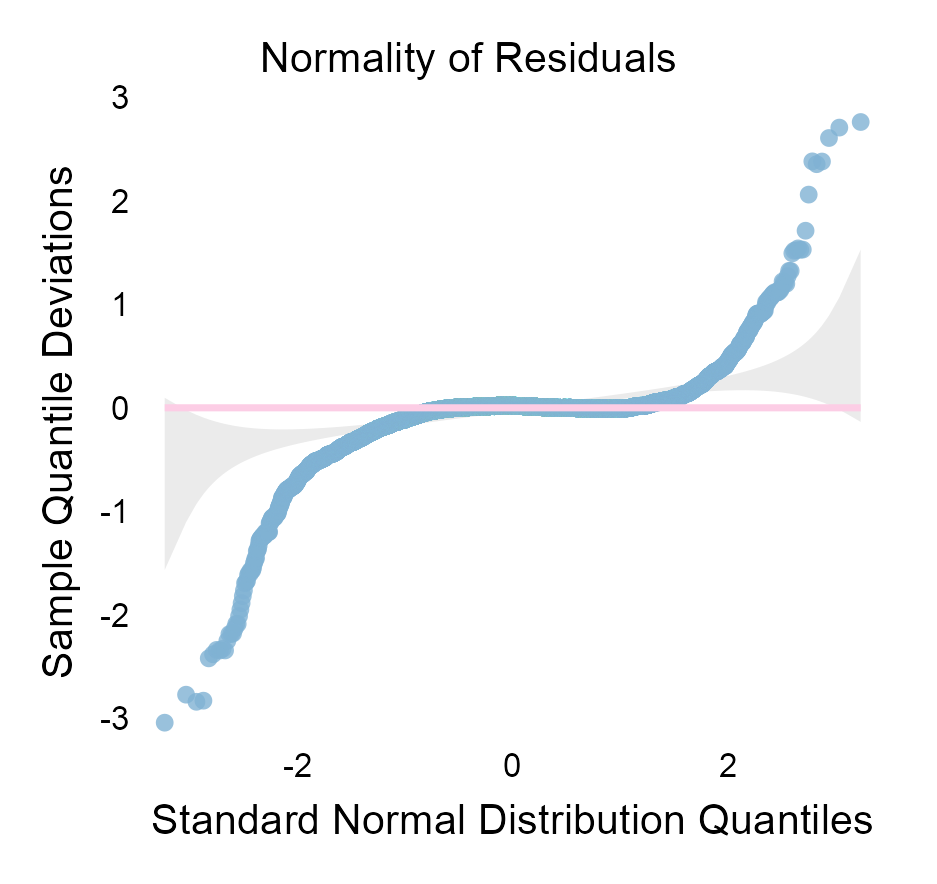 Normality of Residuals
3
2
1
0
-1
-2
-3
Sample Quantile Deviations
-2 0 2
Standard Normal Distribution Quantiles